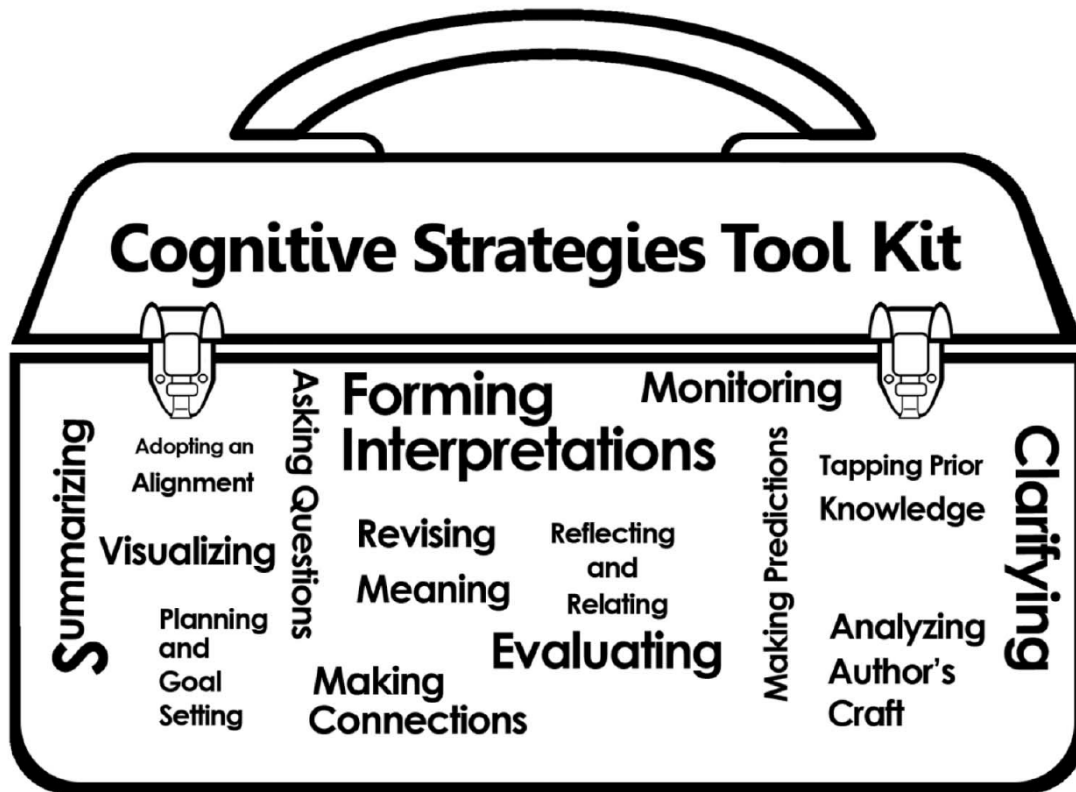 Cognitive Strategies Tool Kit
Summarizing
Adopting an
Alignment
Visualizing
Planning
and
Goal
Setting
Asking Questions
Forming
Interpretations
Revising
Meaning
Making
Connections
Reflecting
and
Relating
Evaluating
Monitoring
Making Predictions
Tapping Prior
Knowledge
Analyzing
Author's
Craft
Clarifying